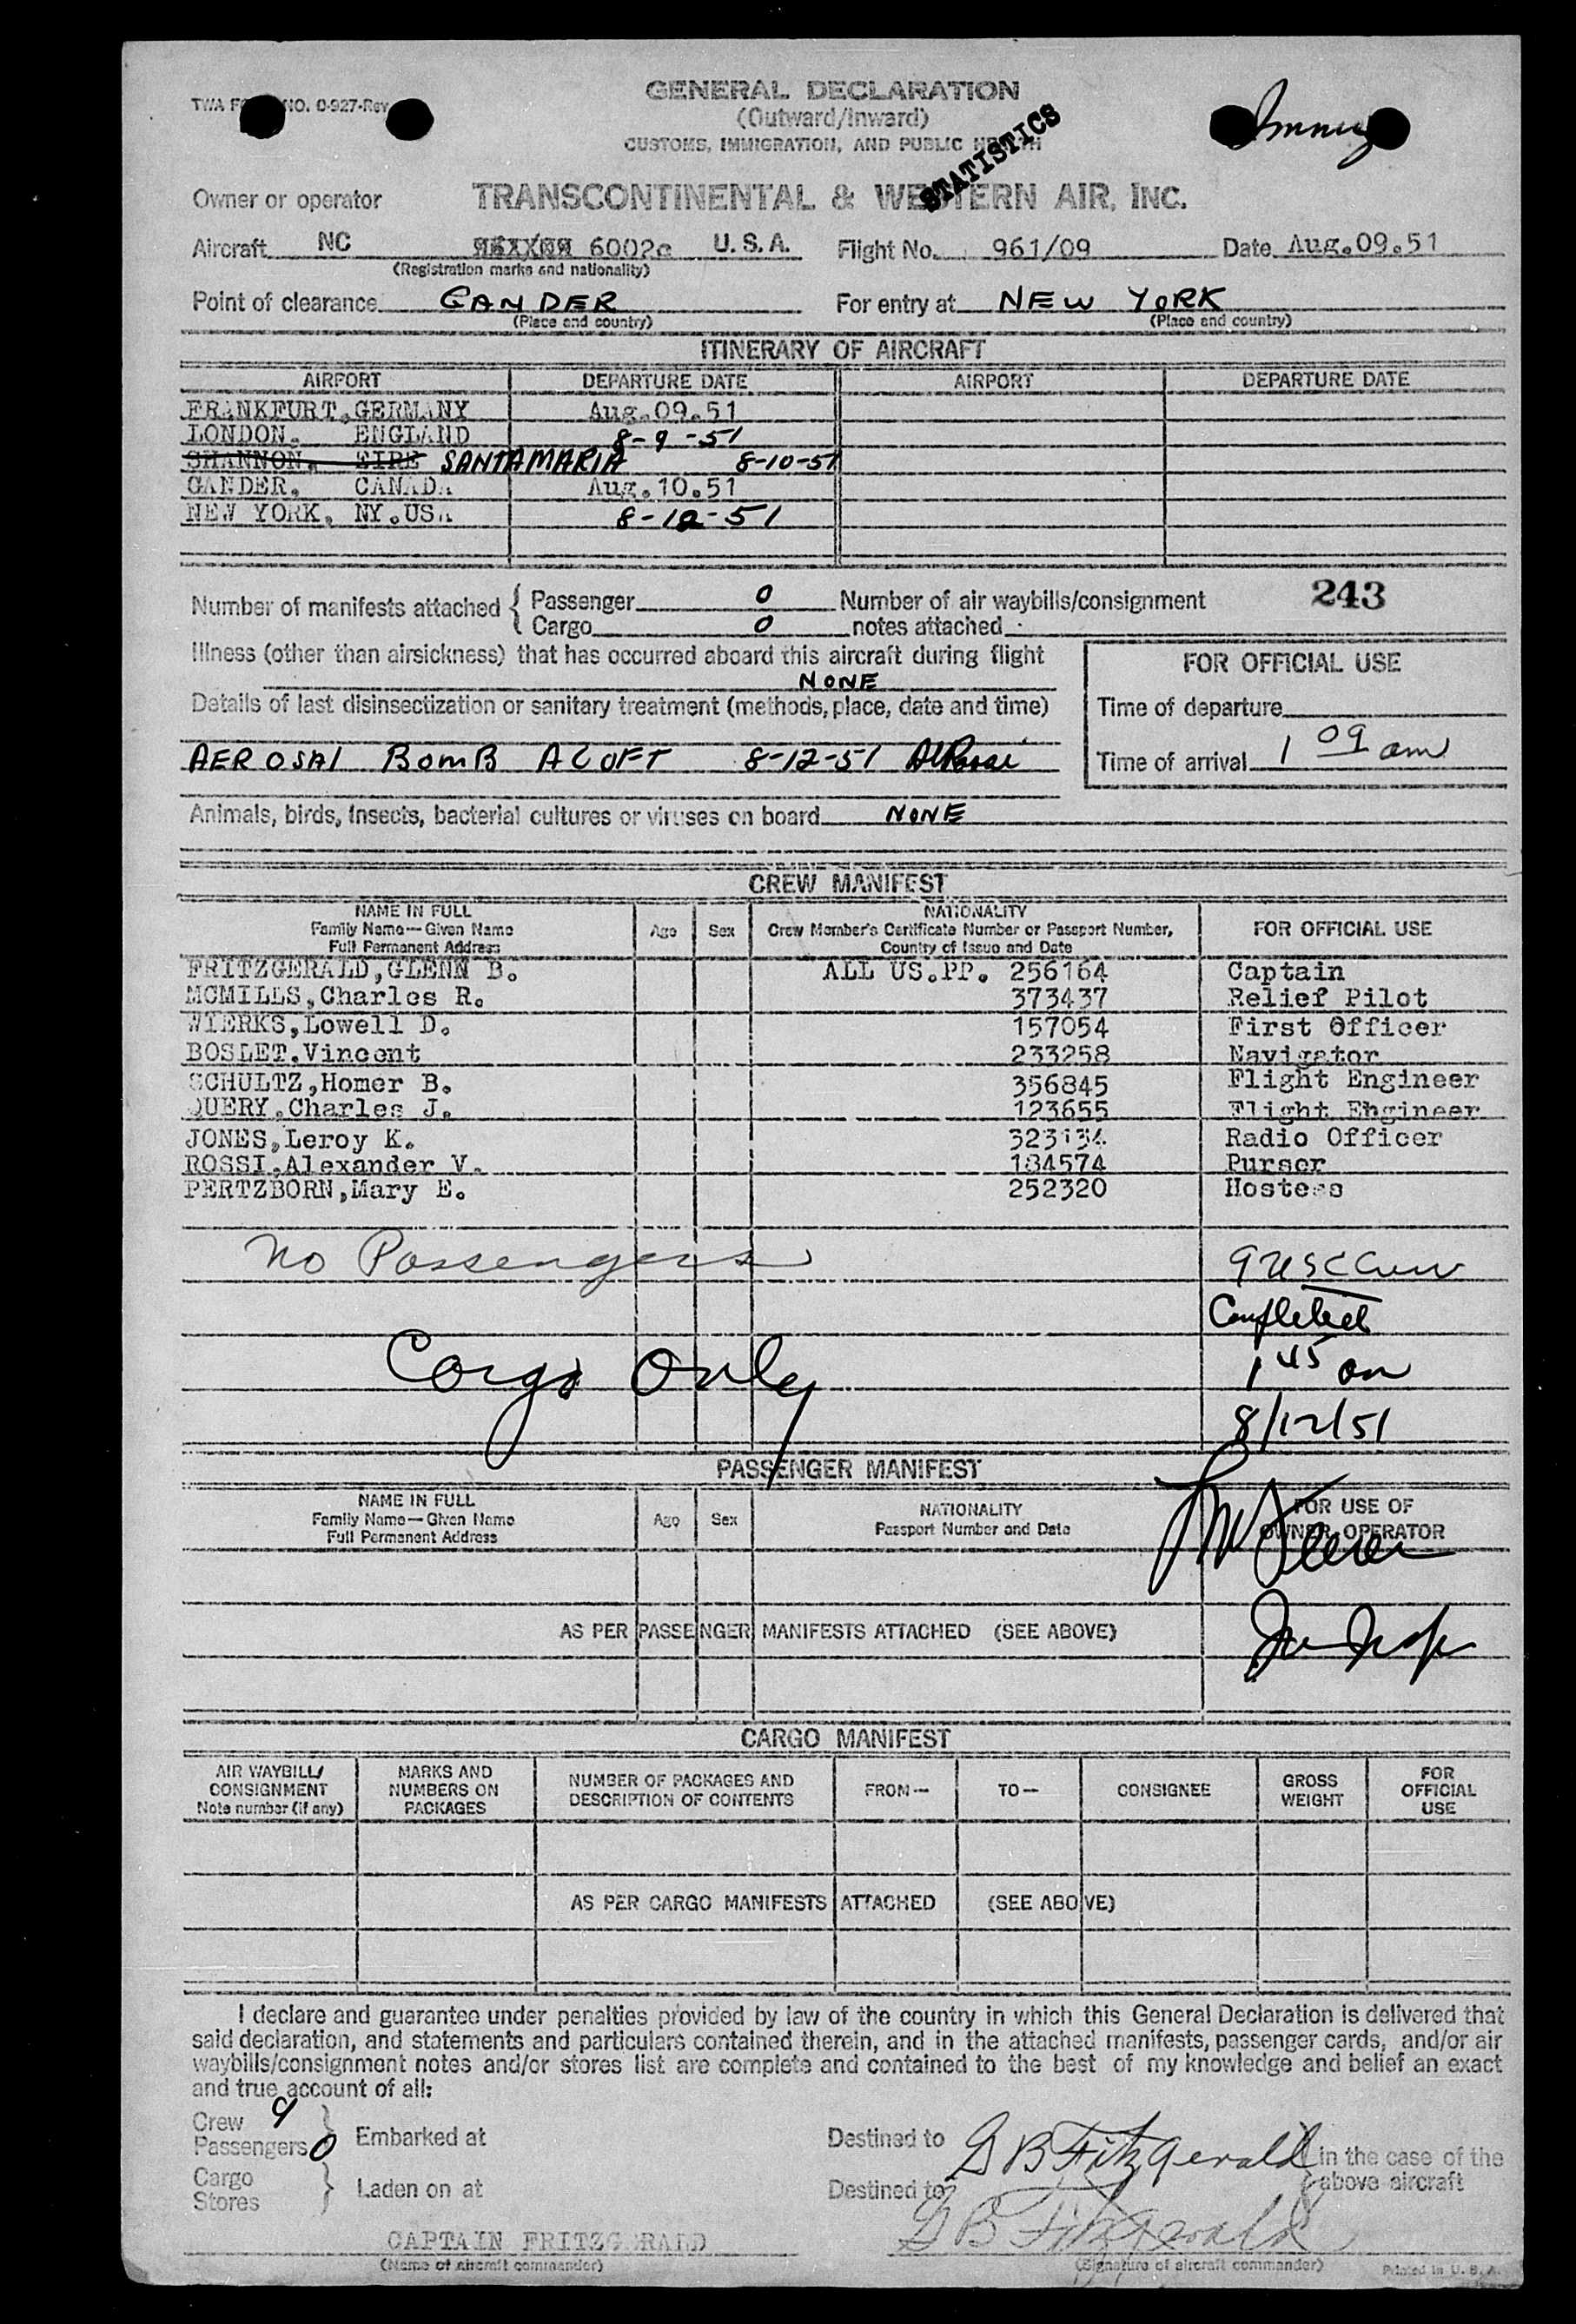 TWA F NO. 0-927-Rev
GENERAL DECLARATION
(Outward/Inward)
CUSTOMS, IMMIGRATION, AND PUBLIC
STATISTICS
Owner or operator TRANSCONTINENTAL & WESTERN AIR, INC.
Aircraft NC 6002c U.S.A. Flight No. 961/09 Date Aug.09.51
(Registration marks and nationality)
Point of clearance GANDER For entry at NEW YORK
(Place and country) (Place and country)
ITINERARY OF AIRCRAFT
AIRPORT DEPARTURE DATE AIRPORT DEPARTURE DATE
FRANKFURT,GERMANY Aug.09.51
LONDON. ENGLAND 8-9-51
SHANNON, EIRE SANTAMARIA 8-10-51
GANDER. CANADA Aug.10.51
NEW YORK, NY.USA 8-12-51
Number of manifests attached { Passenger 0 Number of air waybills/consignment 243
Cargo 0 notes attached
Illness (other than airsickness) that has occurred aboard this aircraft during flight
NONE
FOR OFFICIAL USE
Details of last disinsectization or sanitary treatment (methods, place, date and time)
Time of departure
AEROSAL BOMB ALOFT 8-12-51
Time of arrival 1 09 am
Animals, birds, insects, bacterial cultures or viruses on board NONE
CREW MANIFEST
NAME IN FULL
Family Name—Given Name
Full Permanent Address
Age Sex
NATIONALITY
Crew Member's Certificate Number or Passport Number,
Country of Issue and Date
FOR OFFICIAL USE
FRITZGERALD,GLENN B. ALL US.PP. 256164 Captain
MCMILLS,Charles R. 373437 Relief Pilot
WIERKS,Lowell D. 157054 First Officer
BOSLET.Vincent 233258 Navigator
SCHULTZ,Homer B. 356845 Flight Engineer
QUERY.Charles J. 123655 Flight Ehgineer
JONES,Leroy K. 323134 Radio Officer
ROSSI,Alexander V. 184574 Purser
PERTZBORN,Mary E. 252320 Hostess
No Passengers 9 USC Crew
Completed
Cargo Only 1 45 am
8/12/51
PASSENGER MANIFEST
NAME IN FULL
Family Name—Given Name
Full Permanent Address
Age Sex
NATIONALITY
Passport Number and Date
FOR USE OF
OWNER OPERATOR
AS PER PASSENGER MANIFESTS ATTACHED (SEE ABOVE)
CARGO MANIFEST
AIR WAYBILL/
CONSIGNMENT
Note number (if any)
MARKS AND
NUMBERS ON
PACKAGES
NUMBER OF PACKAGES AND
DESCRIPTION OF CONTENTS
FROM— TO— CONSIGNEE
GROSS
WEIGHT
FOR
OFFICIAL
USE
AS PER CARGO MANIFESTS ATTACHED (SEE ABOVE)
I declare and guarantee under penalties provided by law of the country in which this General Declaration is delivered that
said declaration, and statements and particulars contained therein, and in the attached manifests, passenger cards, and/or air
waybills/consignment notes and/or stores list are complete and contained to the best of my knowledge and belief an exact
and true account of all:
Crew 9
Passengers 0 } Embarked at Destined to G B Fitzgerald } in the case of the
Cargo
Stores } Laden on at Destined to above aircraft
CAPTAIN FRITZGERALD G B Fitzgerald
(Name of aircraft commander) (Signature of aircraft commander) Printed in U. S. A.